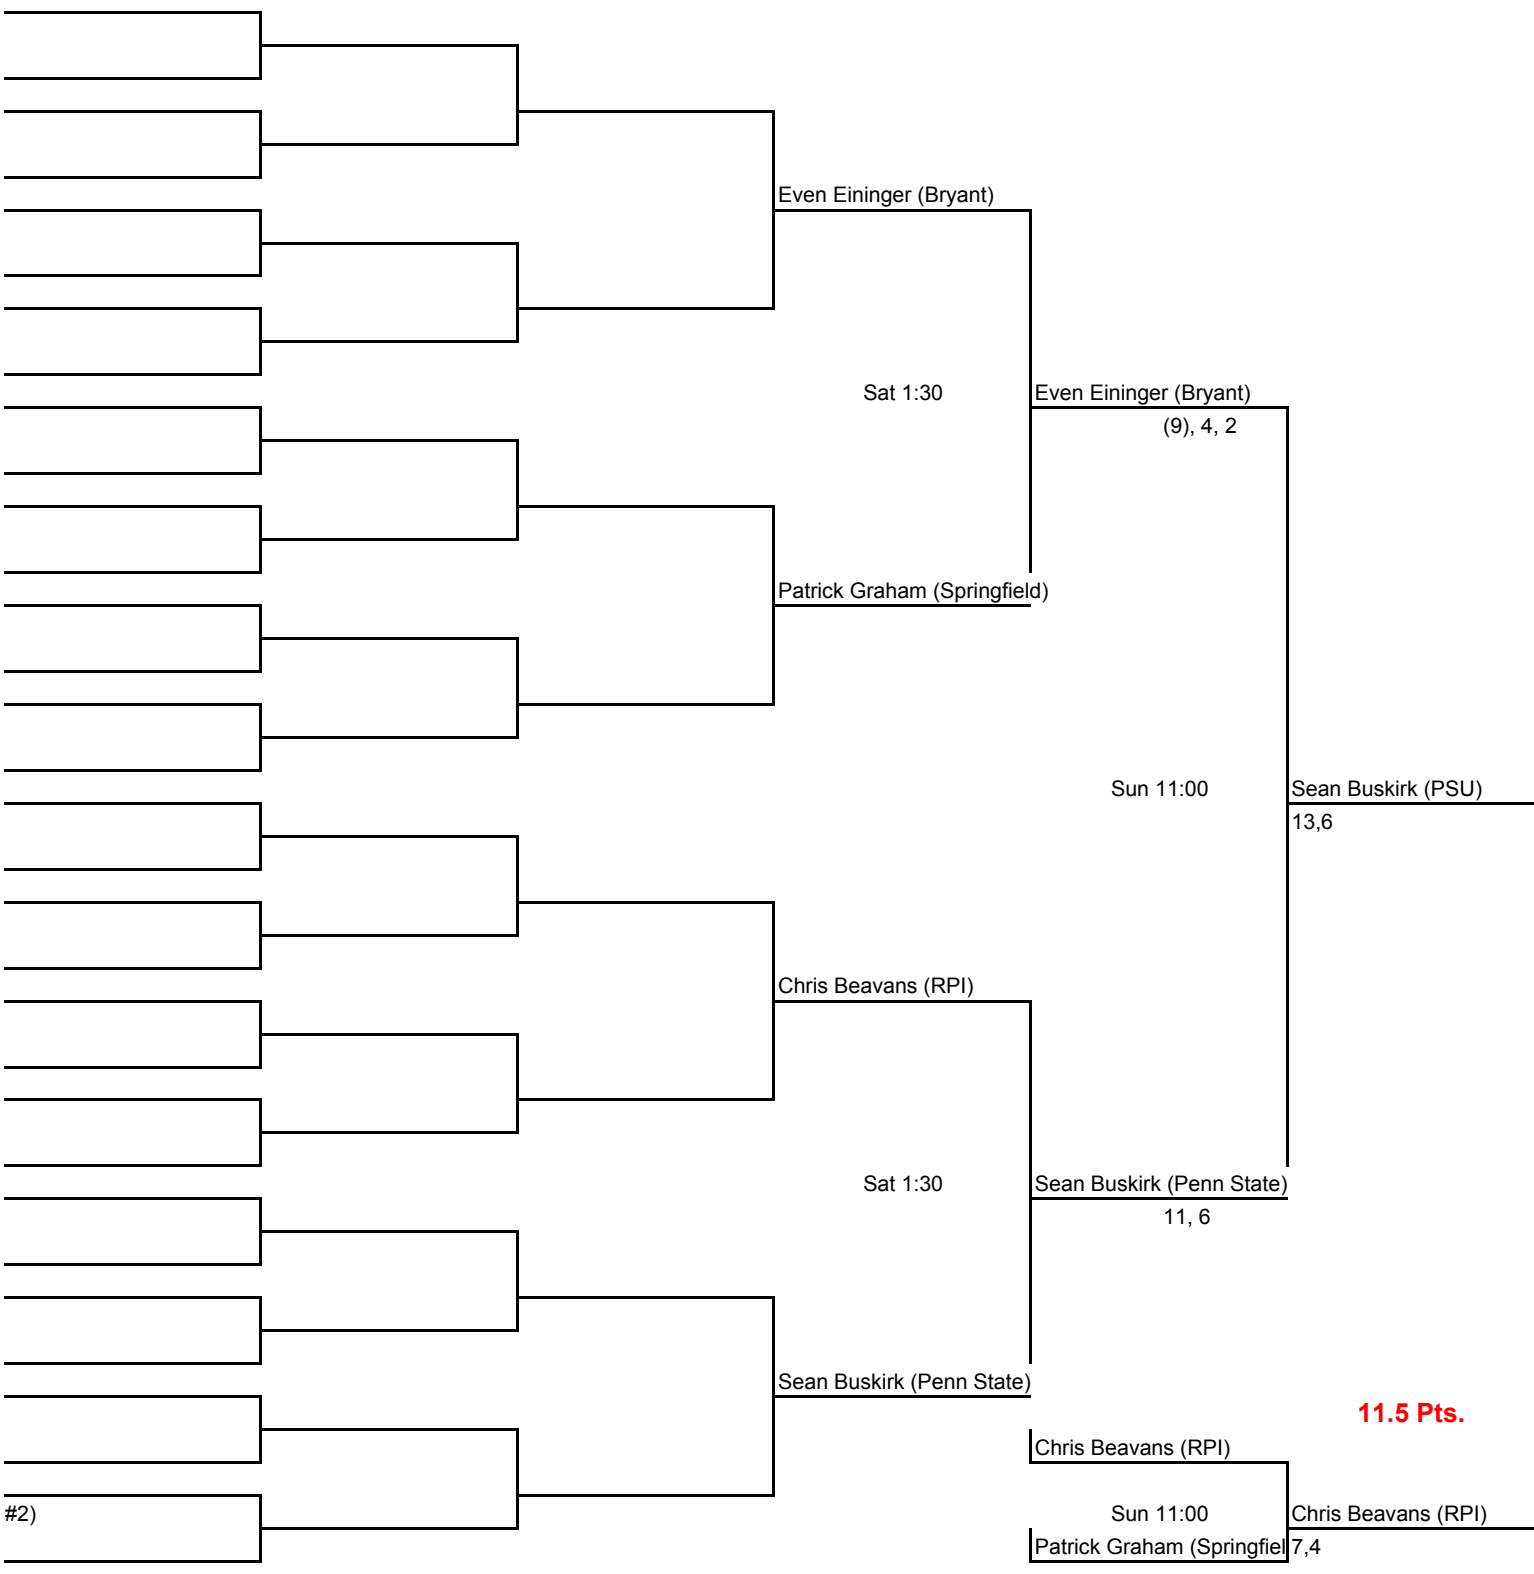 Even Eininger (Bryant)
Sat 1:30
Even Eininger (Bryant)
(9), 4, 2
Patrick Graham (Springfield)
Sun 11:00
Sean Buskirk (PSU)
13,6
Chris Beavans (RPI)
Sat 1:30
Sean Buskirk (Penn State)
11, 6
Sean Buskirk (Penn State)
11.5 Pts.
Chris Beavans (RPI)
#2)
Sun 11:00
Chris Beavans (RPI)
Patrick Graham (Springfiel
7,4